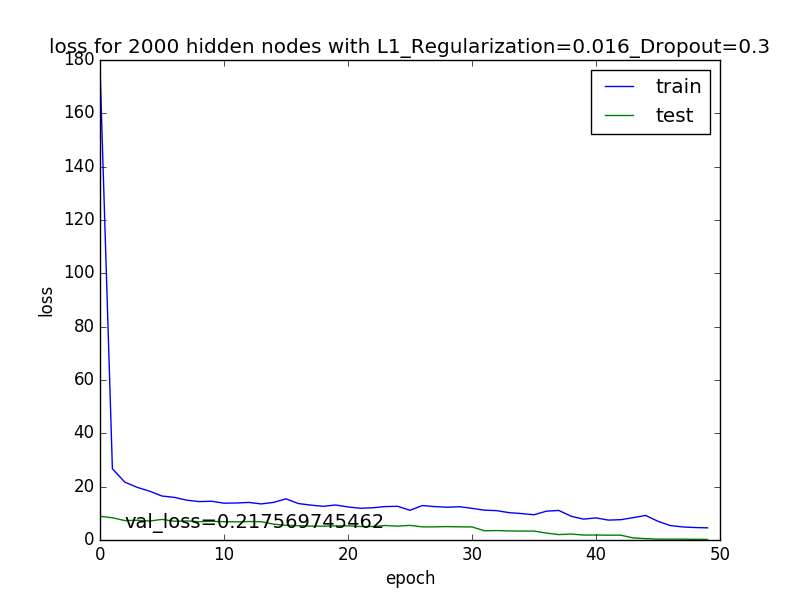 loss for 2000 hidden nodes with L1_Regularization=0.016_Dropout=0.3
180
160
140
120
100
80
60
40
20
0
loss
train
test
val_loss=0.217569745462
0 10 20 30 40 50
epoch